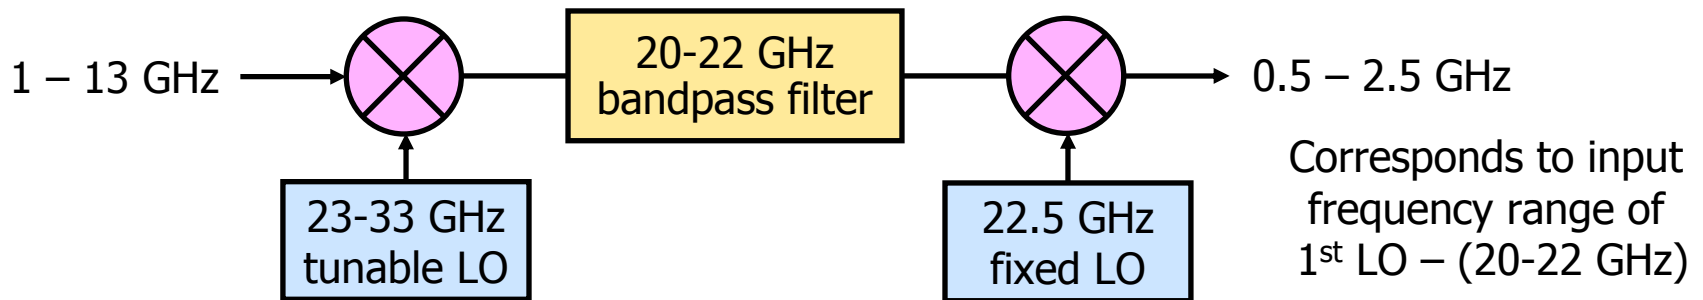 1 – 13 GHz
20-22 GHz
bandpass filter
0.5 – 2.5 GHz
23-33 GHz
tunable LO
22.5 GHz
fixed LO
Corresponds to input
frequency range of
1st LO – (20-22 GHz)